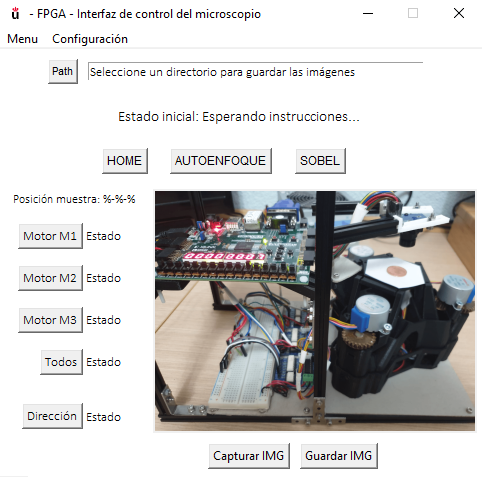 ü - FPGA - Interfaz de control del microscopio
Menu Configuración
Path Seleccione un directorio para guardar las imágenes
Estado inicial: Esperando instrucciones...
HOME AUTOENFOQUE SOBEL
Posición muestra: %-%-%
Motor M1 Estado
Motor M2 Estado
Motor M3 Estado
Todos Estado
Dirección Estado
Capturar IMG Guardar IMG